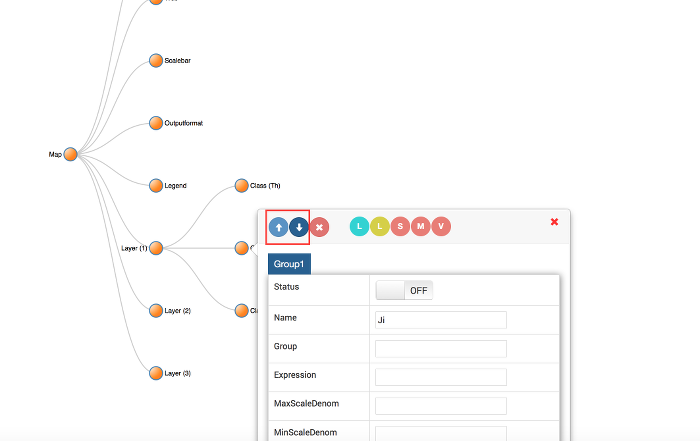 Scalebar
Outputformat
Map
Legend
Class (Th)
Layer (1)
Layer (2)
Layer (3)
L L S M V
Group1
Status OFF
Name Ji
Group
Expression
MaxScaleDenom
MinScaleDenom